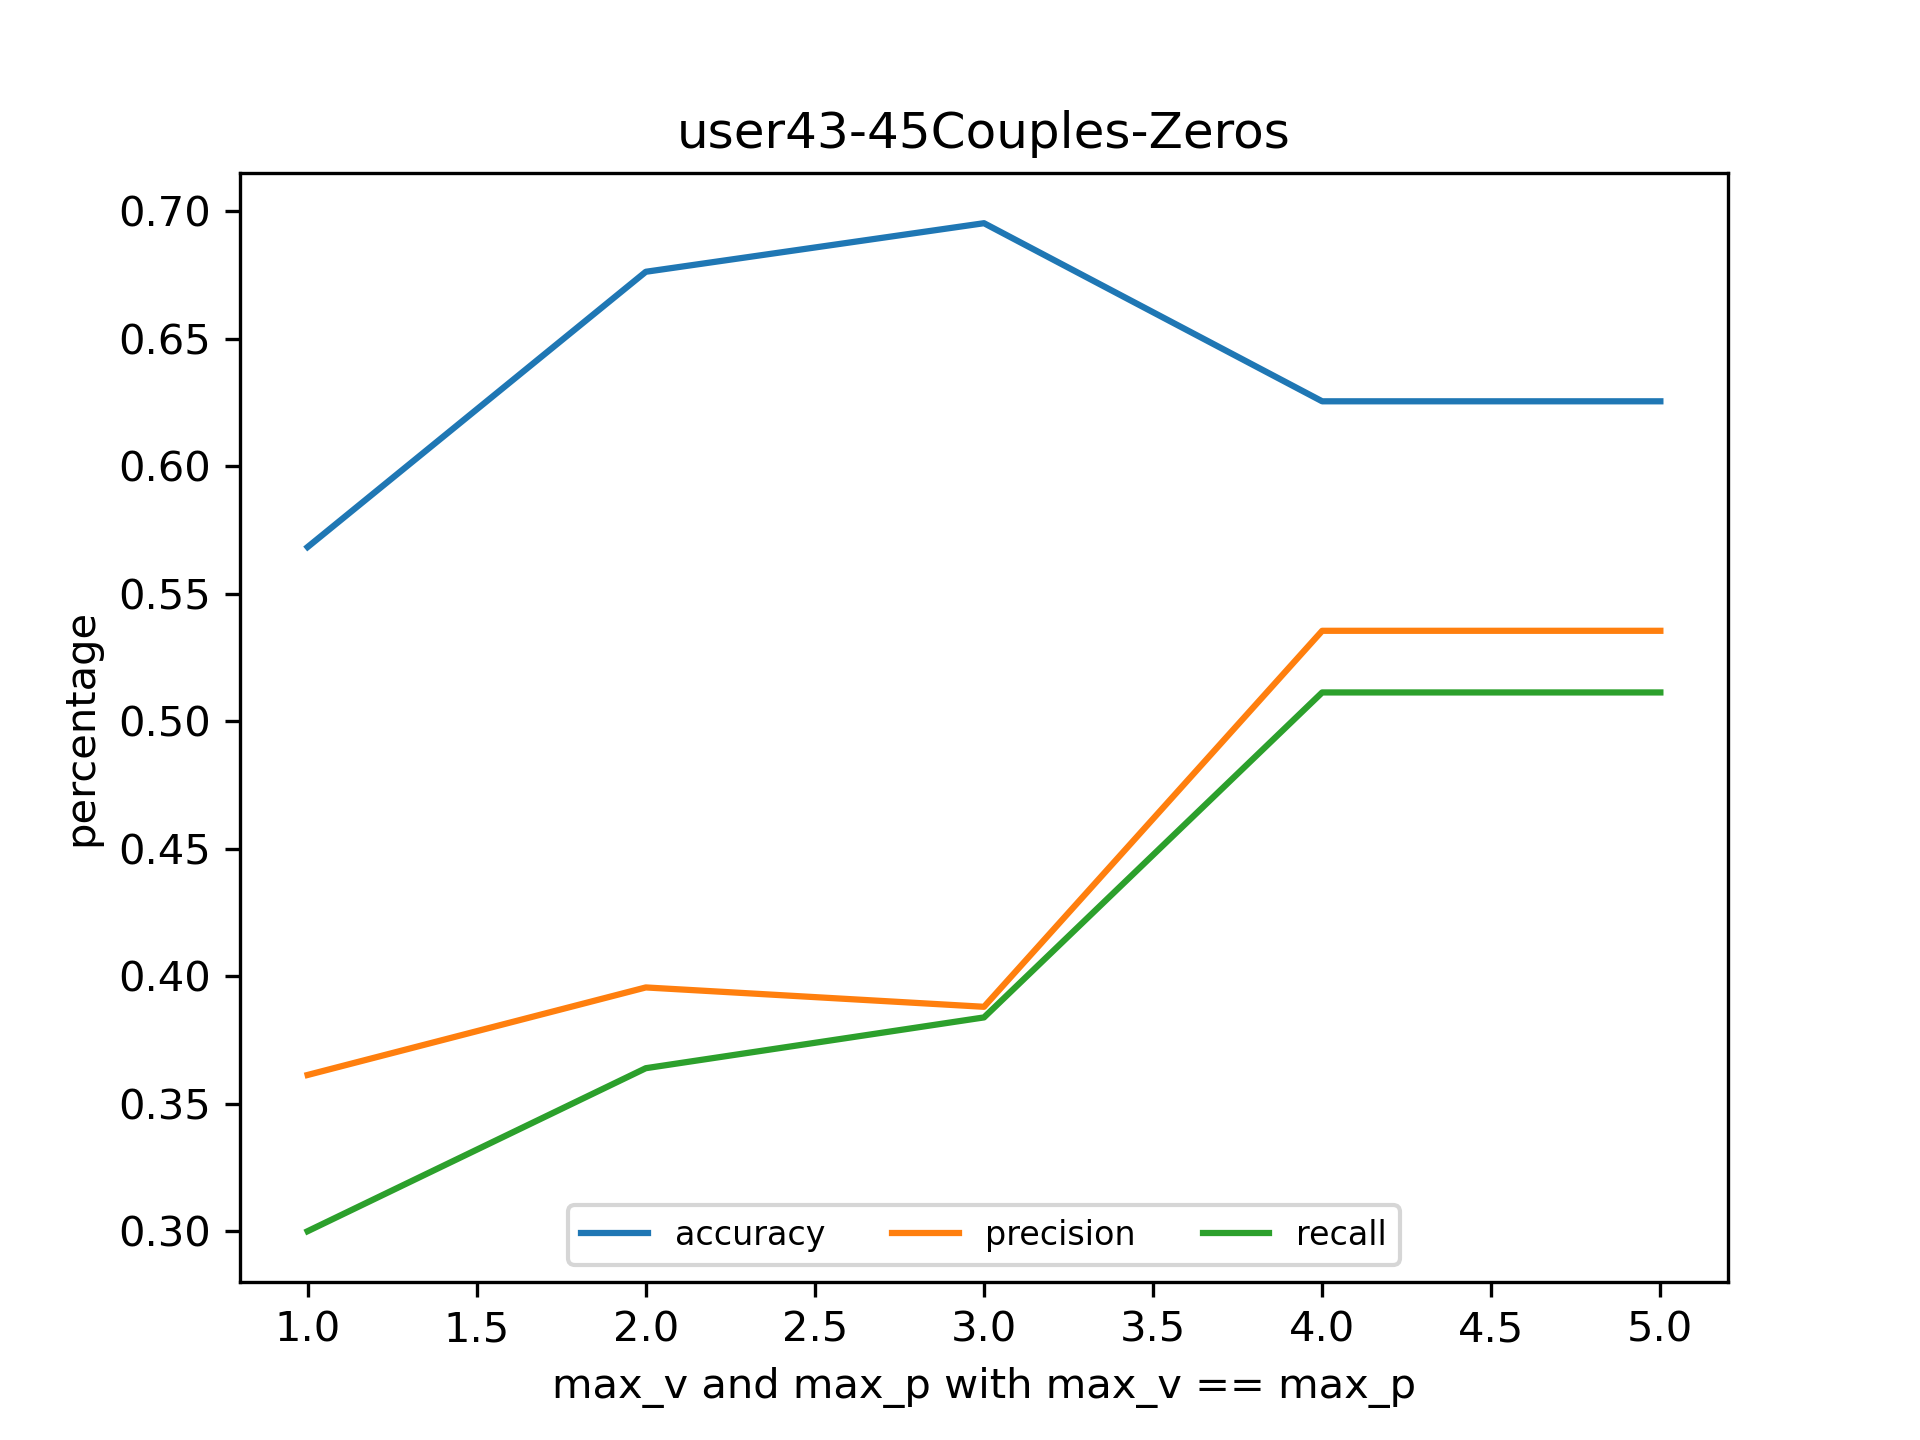 user43-45Couples-Zeros
0.70
0.65
0.60
0.55
0.50
0.45
0.40
0.35
0.30
percentage
accuracy precision recall
1.0 1.5 2.0 2.5 3.0 3.5 4.0 4.5 5.0
max_v and max_p with max_v == max_p